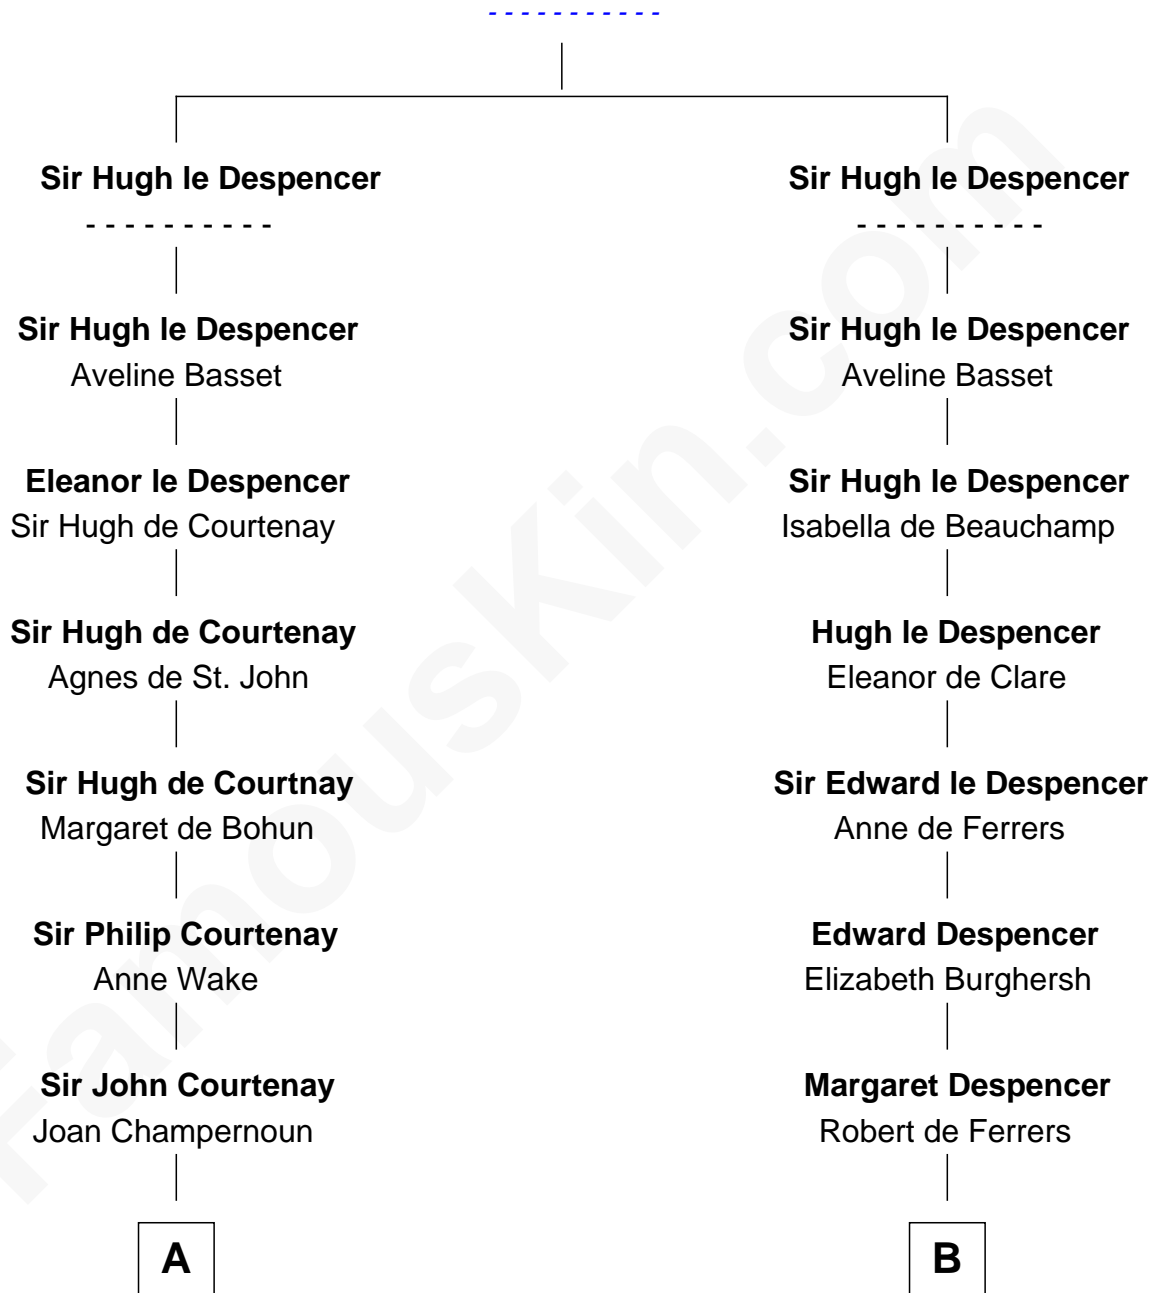 - - - - - - - - - - -
Sir Hugh le Despencer Sir Hugh le Despencer
- - - - - - - - - - - - - - - - - - - -
Sir Hugh le Despencer Sir Hugh le Despencer
Aveline Basset Aveline Basset
Eleanor le Despencer Sir Hugh le Despencer
Sir Hugh de Courtenay Isabella de Beauchamp
Sir Hugh de Courtenay Hugh le Despencer
Agnes de St. John Eleanor de Clare
Sir Hugh de Courtnay Sir Edward le Despencer
Margaret de Bohun Anne de Ferrers
Sir Philip Courtenay Edward Despencer
Anne Wake Elizabeth Burghersh
Sir John Courtenay Margaret Despencer
Joan Champernoun Robert de Ferrers
A B
FamousKin.com